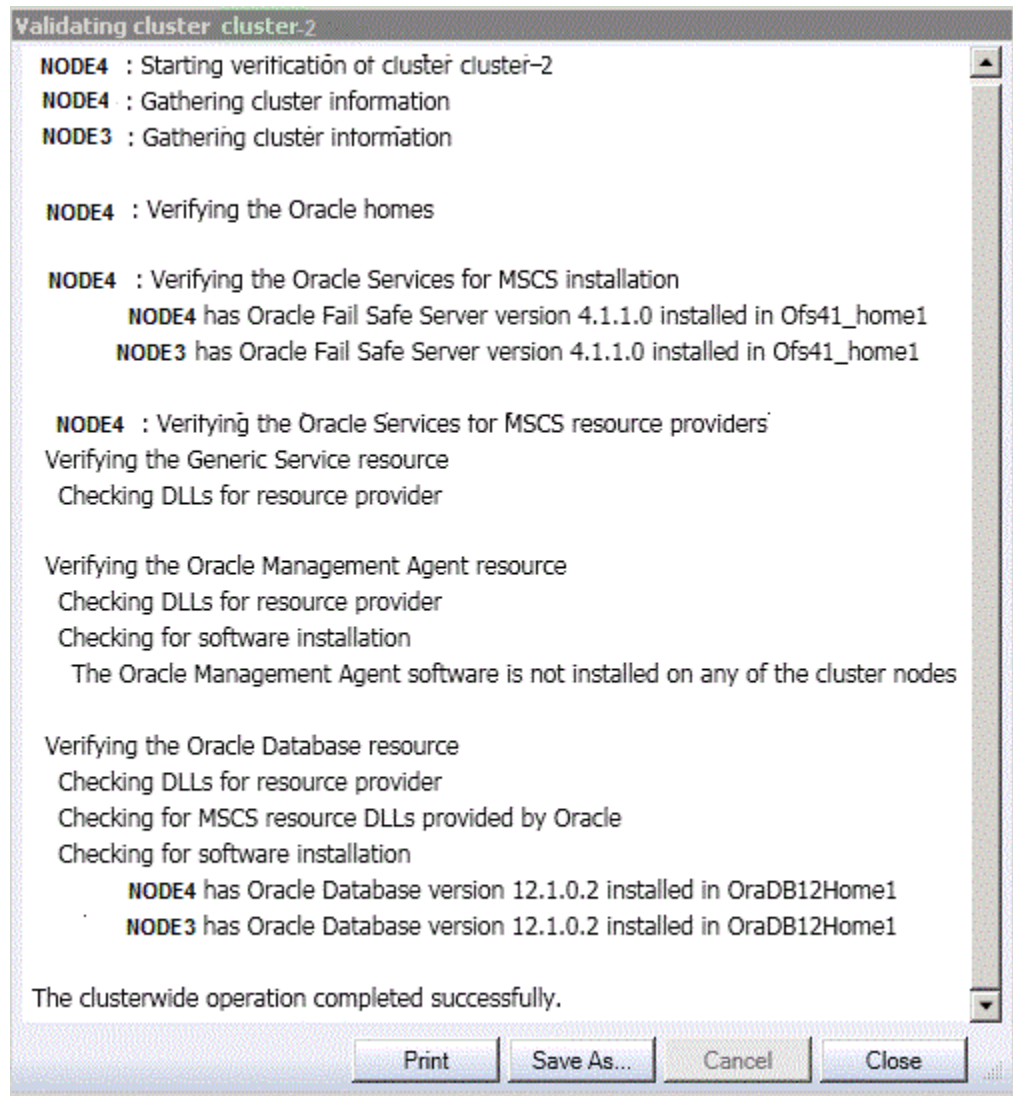 Validating cluster cluster-2
NODE4 : Starting verification of cluster cluster-2
NODE4 : Gathering cluster information
NODE3 : Gathering cluster information
NODE4 : Verifying the Oracle homes
NODE4 : Verifying the Oracle Services for MSCS installation
NODE4 has Oracle Fail Safe Server version 4.1.1.0 installed in Ofs41_home1
NODE3 has Oracle Fail Safe Server version 4.1.1.0 installed in Ofs41_home1
NODE4 : Verifying the Oracle Services for MSCS resource providers
Verifying the Generic Service resource
Checking DLLs for resource provider
Verifying the Oracle Management Agent resource
Checking DLLs for resource provider
Checking for software installation
The Oracle Management Agent software is not installed on any of the cluster nodes
Verifying the Oracle Database resource
Checking DLLs for resource provider
Checking for MSCS resource DLLs provided by Oracle
Checking for software installation
NODE4 has Oracle Database version 12.1.0.2 installed in OraDB12Home1
NODE3 has Oracle Database version 12.1.0.2 installed in OraDB12Home1
The clusterwide operation completed successfully.
Print Save As... Cancel Close